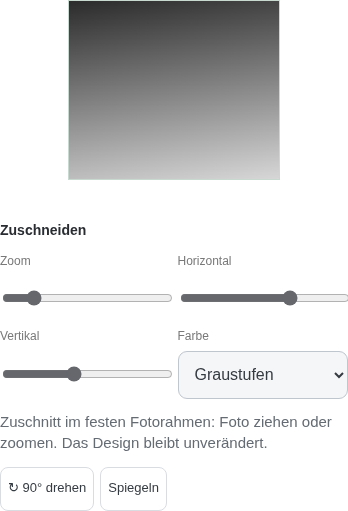 Zuschneiden
Zoom
Horizontal
Vertikal
Farbe
Graustufen
Zuschnitt im festen Fotorahmen: Foto ziehen oder
zoomen. Das Design bleibt unverändert.
↻ 90° drehen
Spiegeln